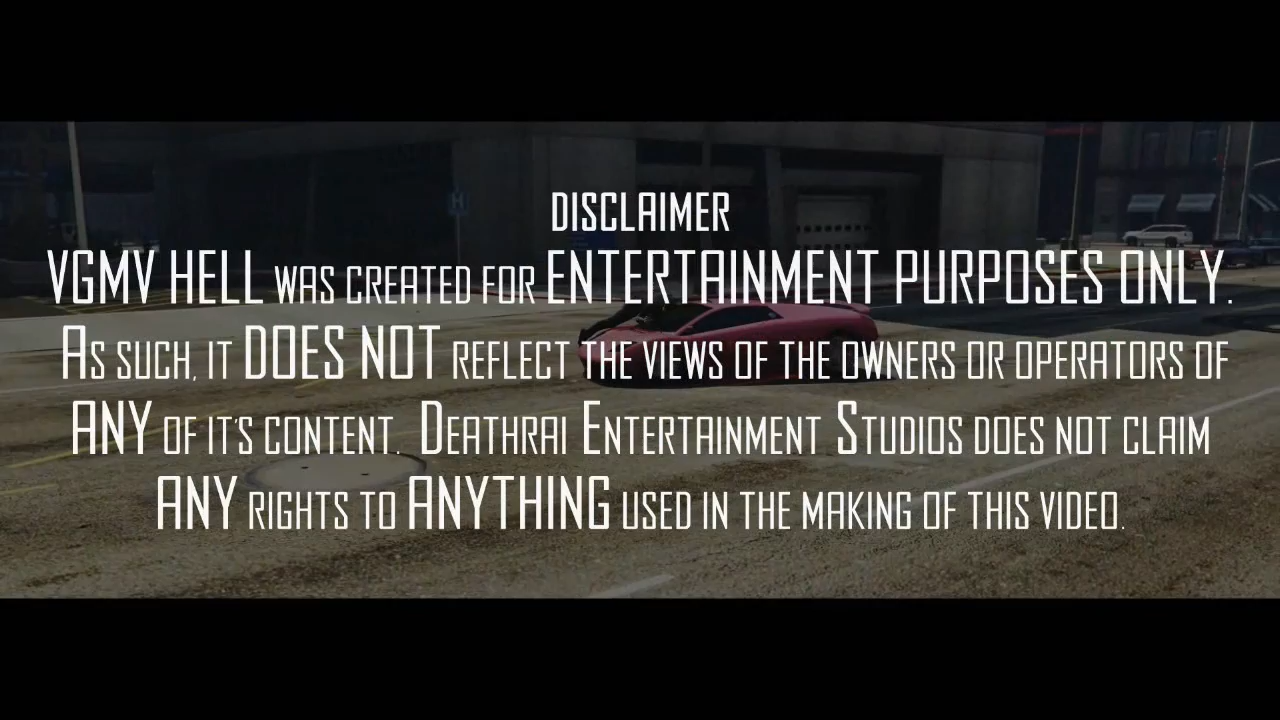 DISCLAIMER
VGMV HELL WAS CREATED FOR ENTERTAINMENT PURPOSES ONLY.
AS SUCH, IT DOES NOT REFLECT THE VIEWS OF THE OWNERS OR OPERATORS OF
ANY OF IT'S CONTENT. DEATHRAI ENTERTAINMENT STUDIOS DOES NOT CLAIM
ANY RIGHTS TO ANYTHING USED IN THE MAKING OF THIS VIDEO.
H